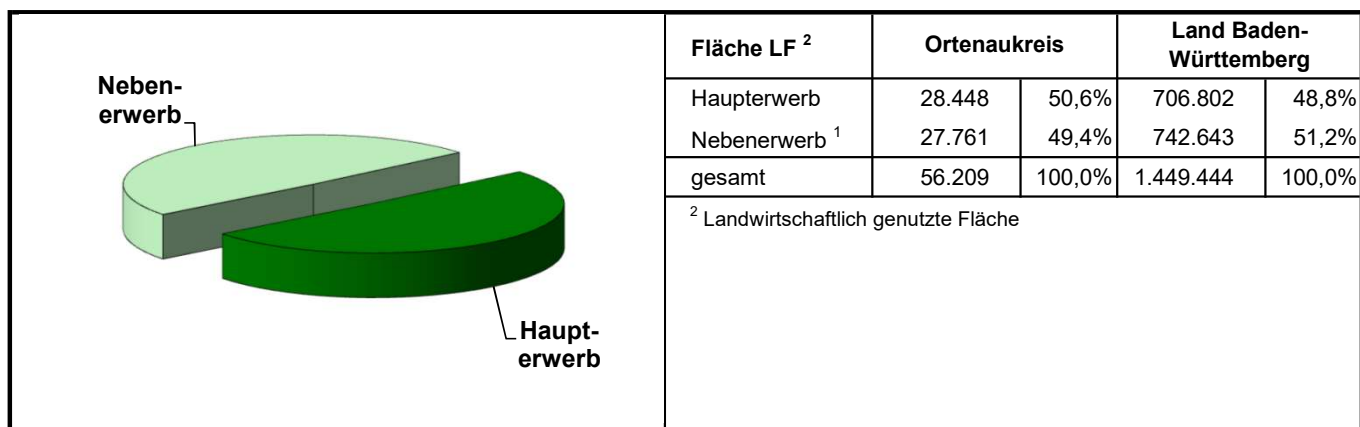 Neben-
erwerb
Haupt-
erwerb
Fläche LF ² Ortenaukreis Land Baden-
Württemberg
Haupterwerb 28.448 50,6% 706.802 48,8%
Nebenerwerb ¹ 27.761 49,4% 742.643 51,2%
gesamt 56.209 100,0% 1.449.444 100,0%
² Landwirtschaftlich genutzte Fläche